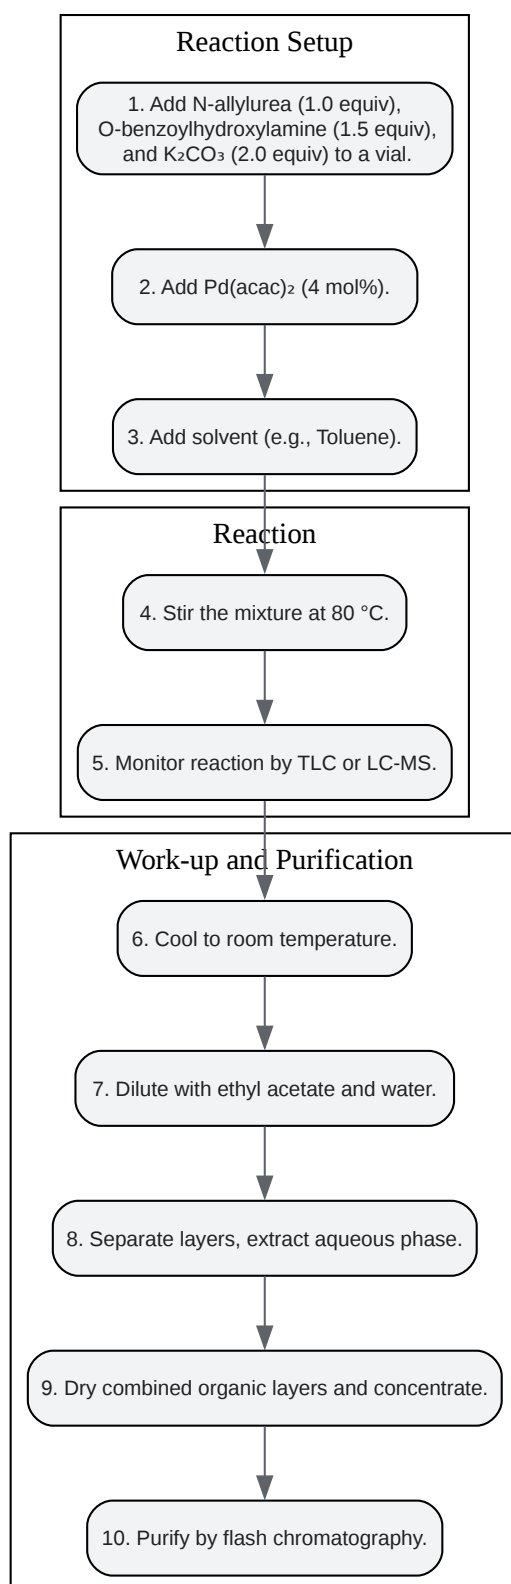 Reaction Setup
1. Add N-allylurea (1.0 equiv),
O-benzoylhydroxylamine (1.5 equiv),
and K₂CO₃ (2.0 equiv) to a vial.
2. Add Pd(acac)₂ (4 mol%).
3. Add solvent (e.g., Toluene).
Reaction
4. Stir the mixture at 80 °C.
5. Monitor reaction by TLC or LC-MS.
Work-up and Purification
6. Cool to room temperature.
7. Dilute with ethyl acetate and water.
8. Separate layers, extract aqueous phase.
9. Dry combined organic layers and concentrate.
10. Purify by flash chromatography.